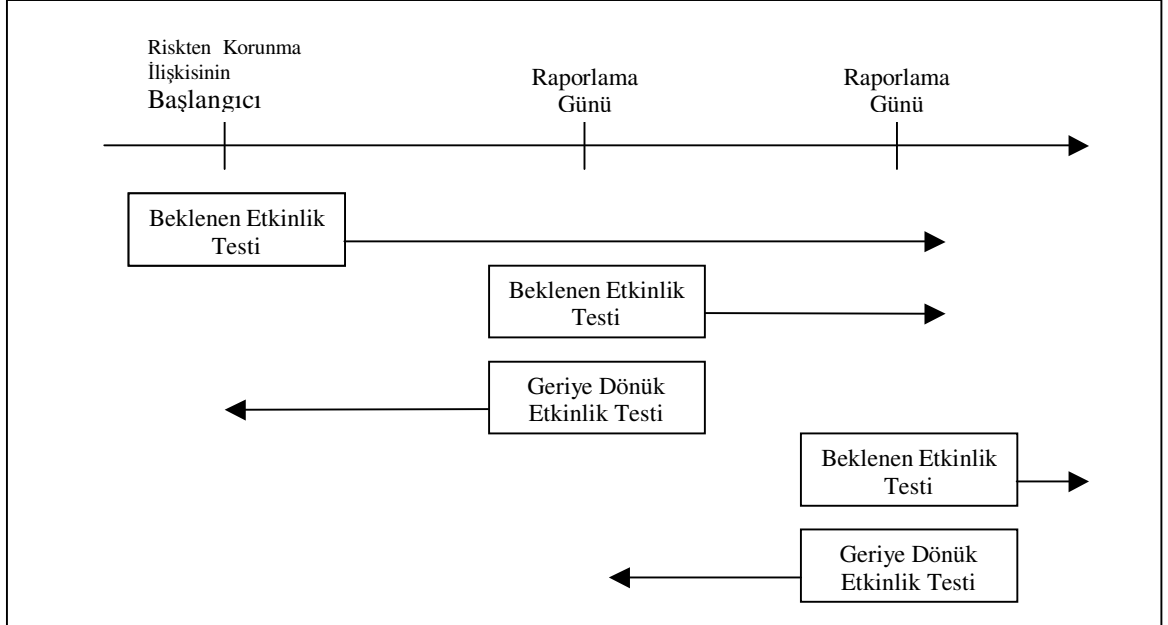 Riskten Korunma
İlişkisinin
Başlangıcı
Raporlama
Günü
Raporlama
Günü
Beklenen Etkinlik
Testi
Beklenen Etkinlik
Testi
Geriye Dönük
Etkinlik Testi
Beklenen Etkinlik
Testi
Geriye Dönük
Etkinlik Testi